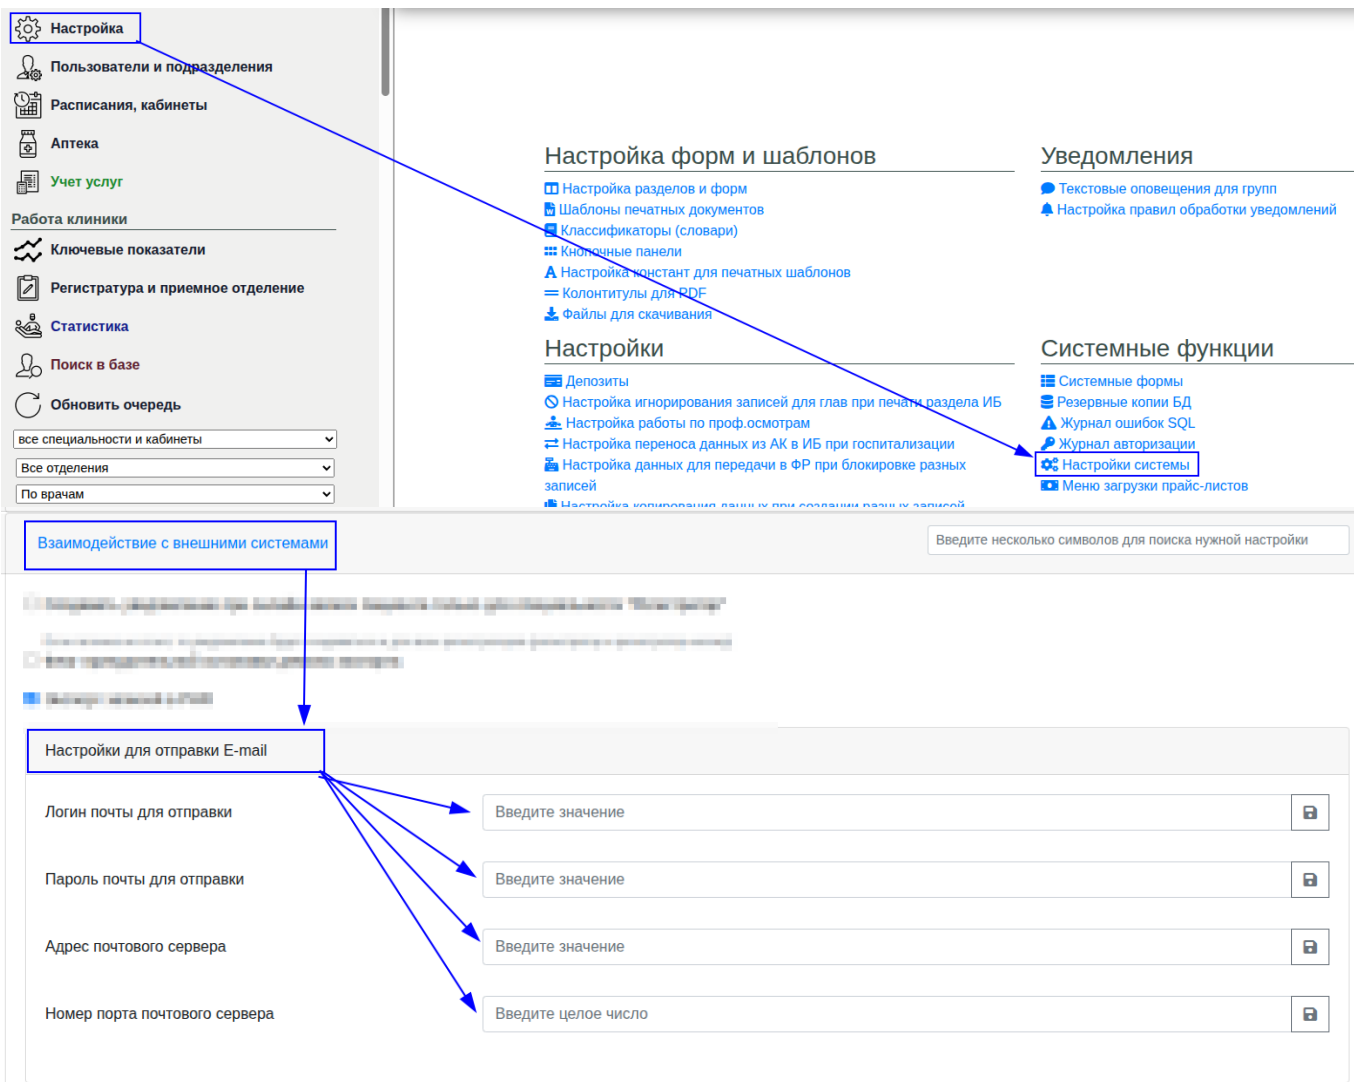 Настройка
Пользователи и подразделения
Расписания, кабинеты
Аптека
Учет услуг
Работа клиники
Ключевые показатели
Регистратура и приемное отделение
Статистика
Поиск в базе
Обновить очередь
все специальности и кабинеты
Все отделения
По врачам
Настройка форм и шаблонов
Настройка разделов и форм
Шаблоны печатных документов
Классификаторы (словари)
Кнопочные панели
Настройка констант для печатных шаблонов
Колонтитулы для PDF
Файлы для скачивания
Уведомления
Текстовые оповещения для групп
Настройка правил обработки уведомлений
Настройки
Депозиты
Настройка игнорирования записей для глав при печати раздела ИБ
Настройка работы по проф.осмотрам
Настройка переноса данных из АК в ИБ при госпитализации
Настройка данных для передачи в ФР при блокировке разных
записей
Настройка копирования данных при создании разных записей
Системные функции
Системные формы
Резервные копии БД
Журнал ошибок SQL
Журнал авторизации
Настройки системы
Меню загрузки прайс-листов
Взаимодействие с внешними системами
Введите несколько символов для поиска нужной настройки
Настройки для отправки E-mail
Логин почты для отправки
Введите значение
Пароль почты для отправки
Введите значение
Адрес почтового сервера
Введите значение
Номер порта почтового сервера
Введите целое число